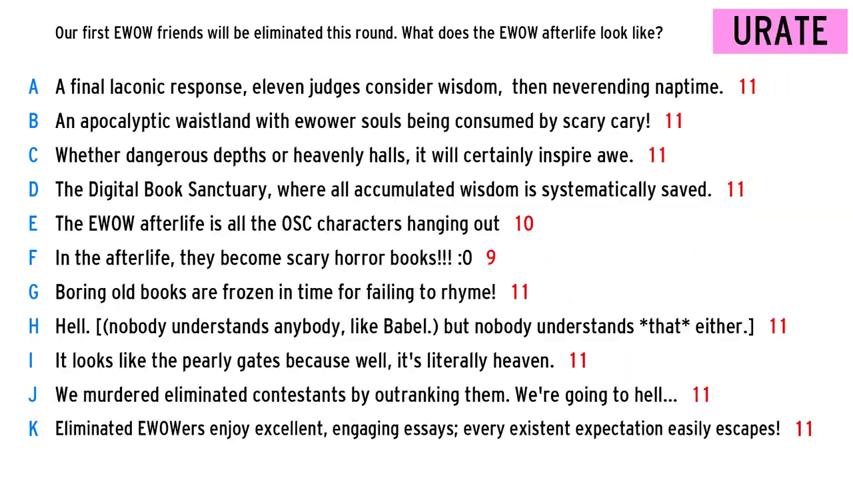 Our first EWOW friends will be eliminated this round. What does the EWOW afterlife look like?
URATE
A A final laconic response, eleven judges consider wisdom, then neverending naptime. 11
B An apocalyptic waistland with ewower souls being consumed by scary cary! 11
C Whether dangerous depths or heavenly halls, it will certainly inspire awe. 11
D The Digital Book Sanctuary, where all accumulated wisdom is systematically saved. 11
E The EWOW afterlife is all the OSC characters hanging out 10
F In the afterlife, they become scary horror books!!! :0 9
G Boring old books are frozen in time for failing to rhyme! 11
H Hell. [(nobody understands anybody, like Babel.) but nobody understands *that* either.] 11
I It looks like the pearly gates because well, it's literally heaven. 11
J We murdered eliminated contestants by outranking them. We're going to hell... 11
K Eliminated EWOWers enjoy excellent, engaging essays; every existent expectation easily escapes! 11